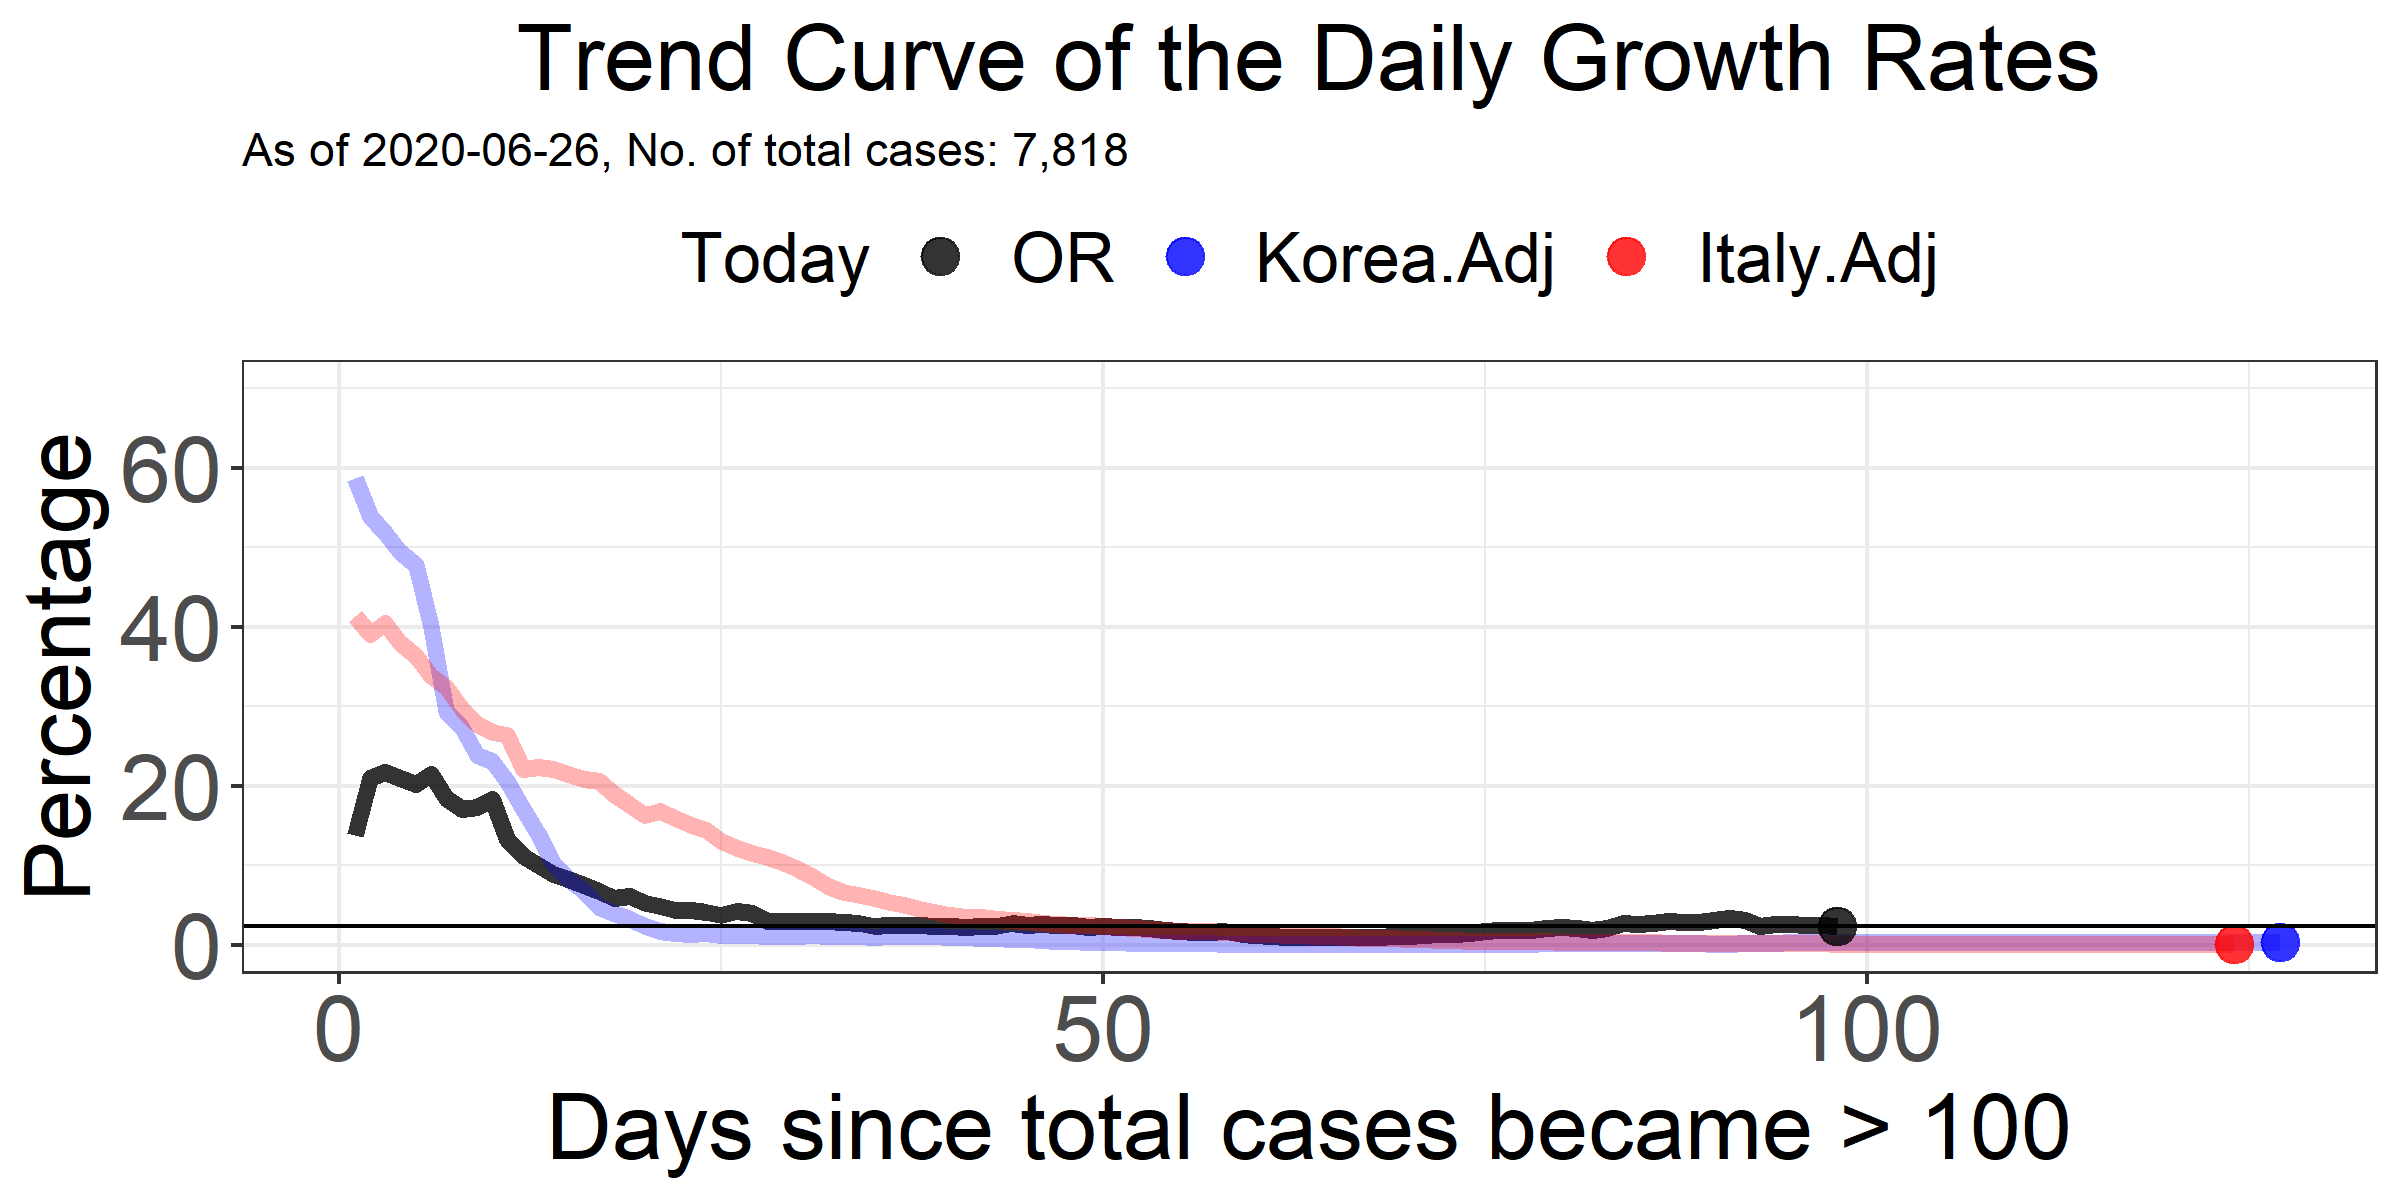 Trend Curve of the Daily Growth Rates
As of 2020-06-26, No. of total cases: 7,818
Today OR Korea.Adj Italy.Adj
Percentage
60
40
20
0
0 50 100
Days since total cases became > 100